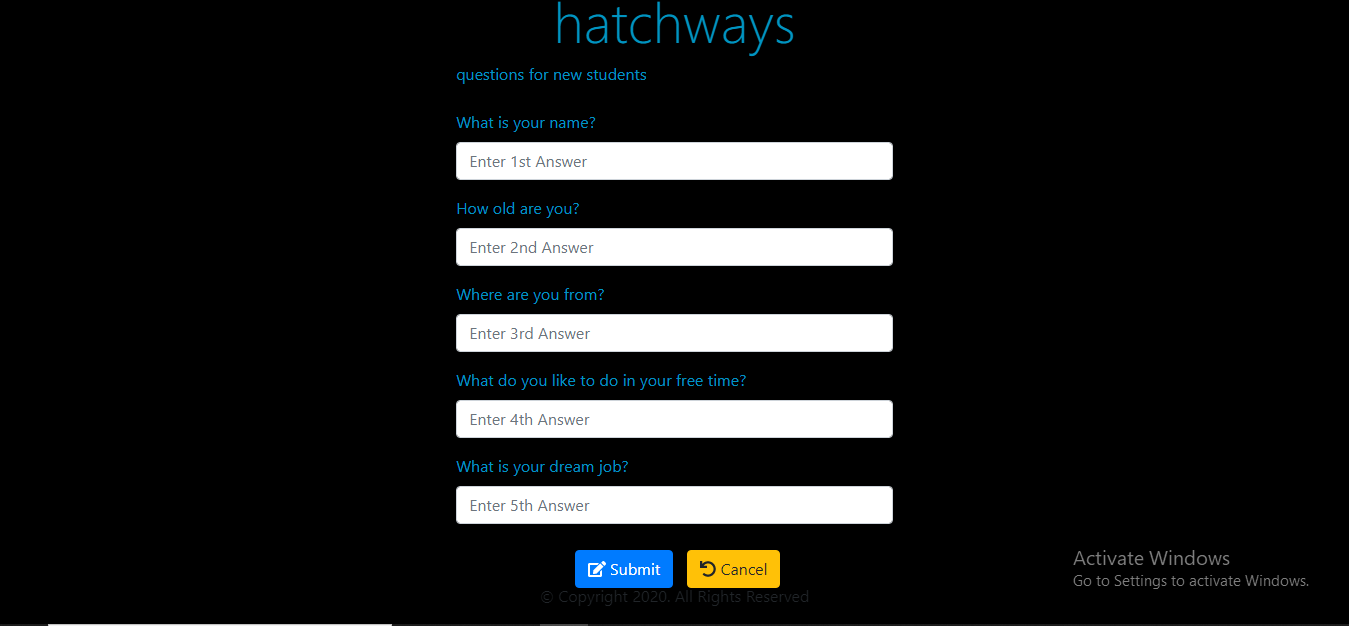 hatchways
questions for new students
What is your name?
Enter 1st Answer
How old are you?
Enter 2nd Answer
Where are you from?
Enter 3rd Answer
What do you like to do in your free time?
Enter 4th Answer
What is your dream job?
Enter 5th Answer
Submit Cancel
© Copyright 2020. All Rights Reserved
Activate Windows
Go to Settings to activate Windows.